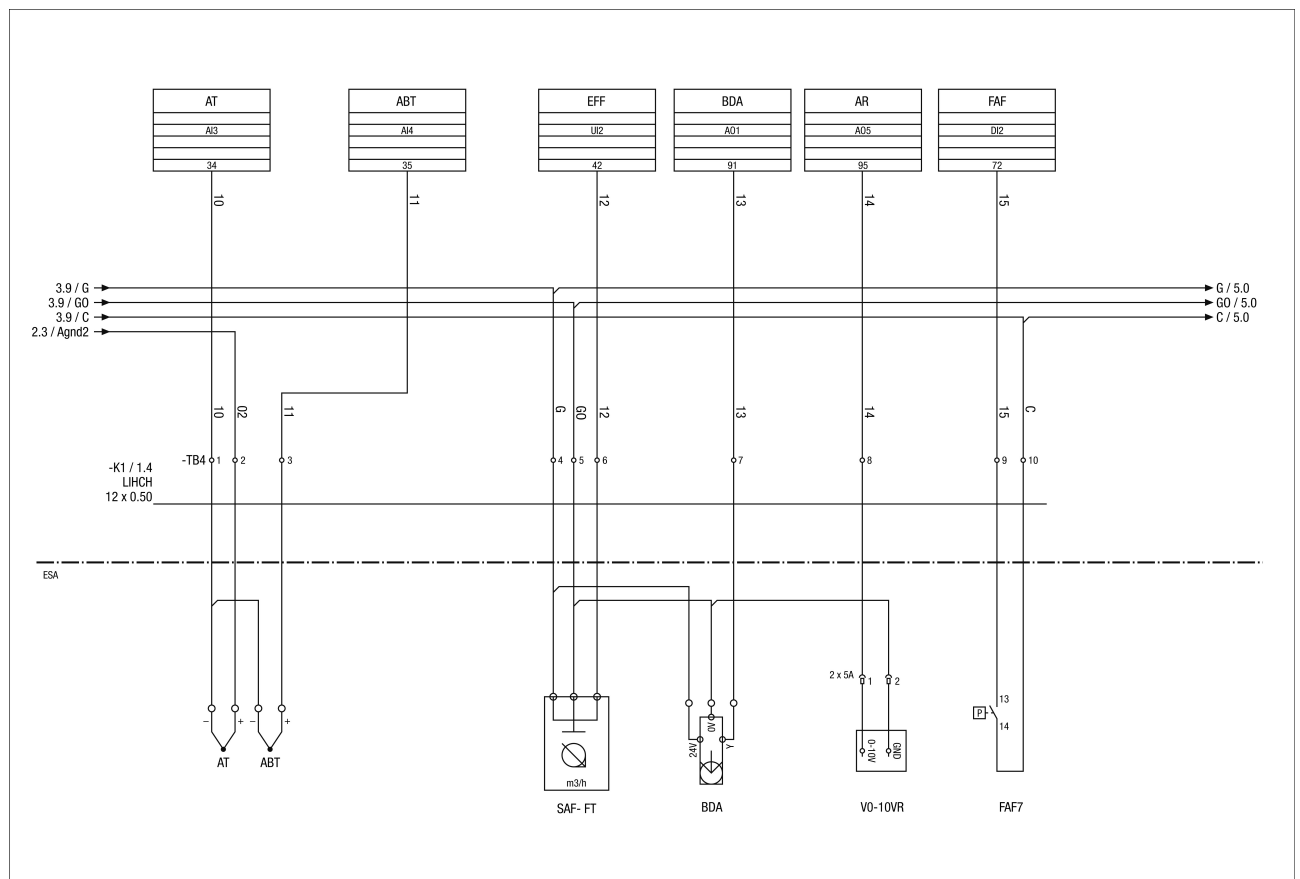 AT
ABT
EFF
BDA
AR
FAF
AI3
AI4
UI2
AO1
AO5
DI2
34
35
42
91
95
72
10
11
12
13
14
15
3.9 / G
G / 5.0
3.9 / GO
GO / 5.0
3.9 / C
C / 5.0
2.3 / Agnd2
10
02
11
G
GO
12
13
14
15
C
-TB4
1
2
3
4
5
6
7
8
9
10
-K1 / 1.4
LIHCH
12 x 0.50
ESA
2 x 5A
1
2
13
P
14
–
+
–
+
24V
0V
Y
0-10V
GND
AT
ABT
m3/h
SAF- FT
BDA
V0-10VR
FAF7